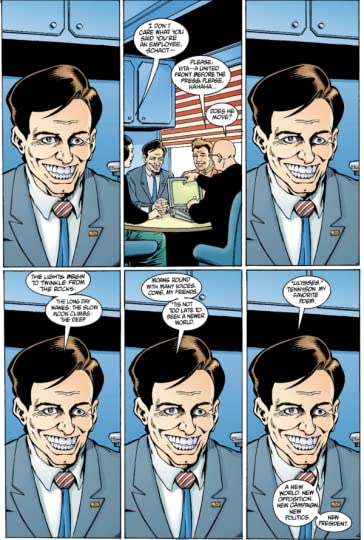 I DON'T
CARE WHAT YOU
SAID YOU'RE
AN EMPLOYEE,
SCHACT--
PLEASE,
VITA--A UNITED
FRONT BEFORE THE
PRESS, PLEASE,
HAHAHA...
DOES HE
MOVE?
THE LIGHTS BEGIN
TO TWINKLE FROM
THE ROCKS:
THE LONG DAY
WANES: THE SLOW
MOON CLIMBS:
THE DEEP
MOANS ROUND
WITH MANY VOICES.
COME, MY FRIENDS,
'TIS NOT
TOO LATE TO
SEEK A NEWER
WORLD.
"ULYSSES."
TENNYSON. MY
FAVORITE
POEM.
A NEW
WORLD. NEW
OPPOSITION.
NEW CAMPAIGN.
NEW
POLITICS.
NEW
PRESIDENT.